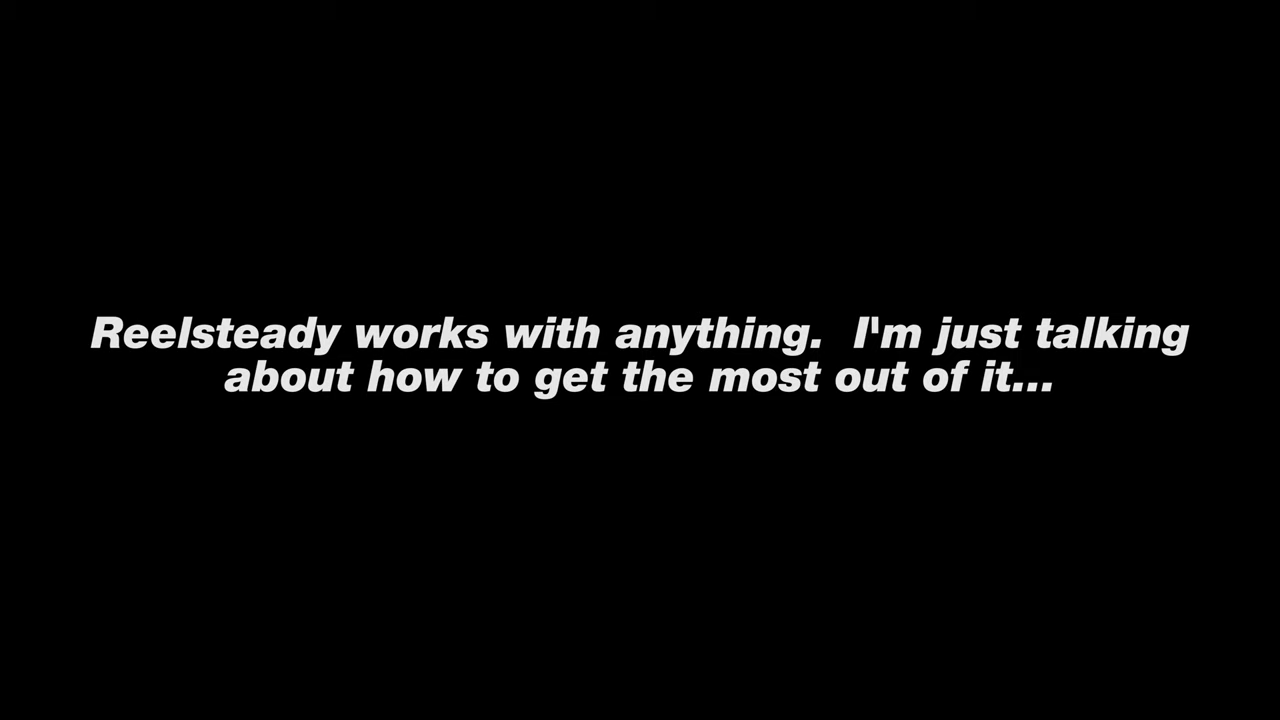 Reelsteady works with anything.  I'm just talking
about how to get the most out of it...